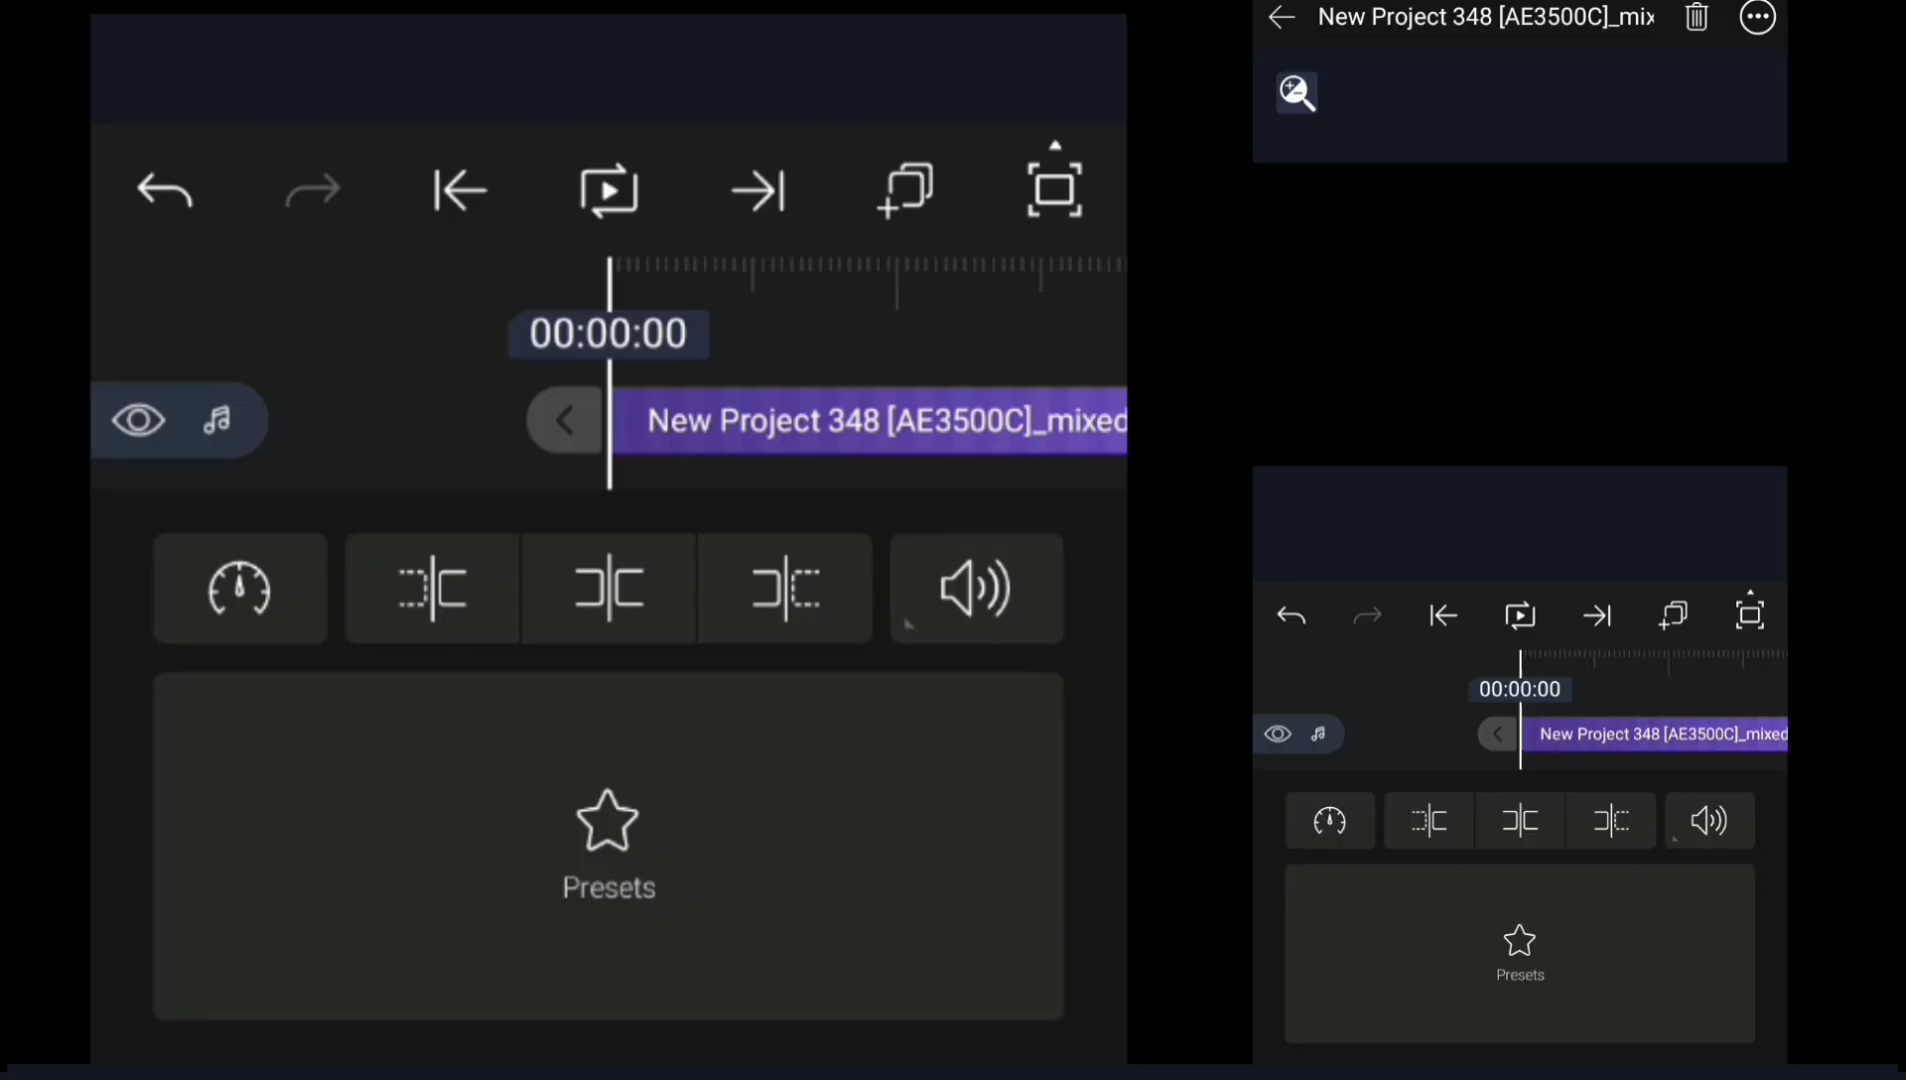 00:00:00
New Project 348 [AE3500C]_mixed
Presets
New Project 348 [AE3500C]_mix
00:00:00
New Project 348 [AE3500C]_mixed
Presets